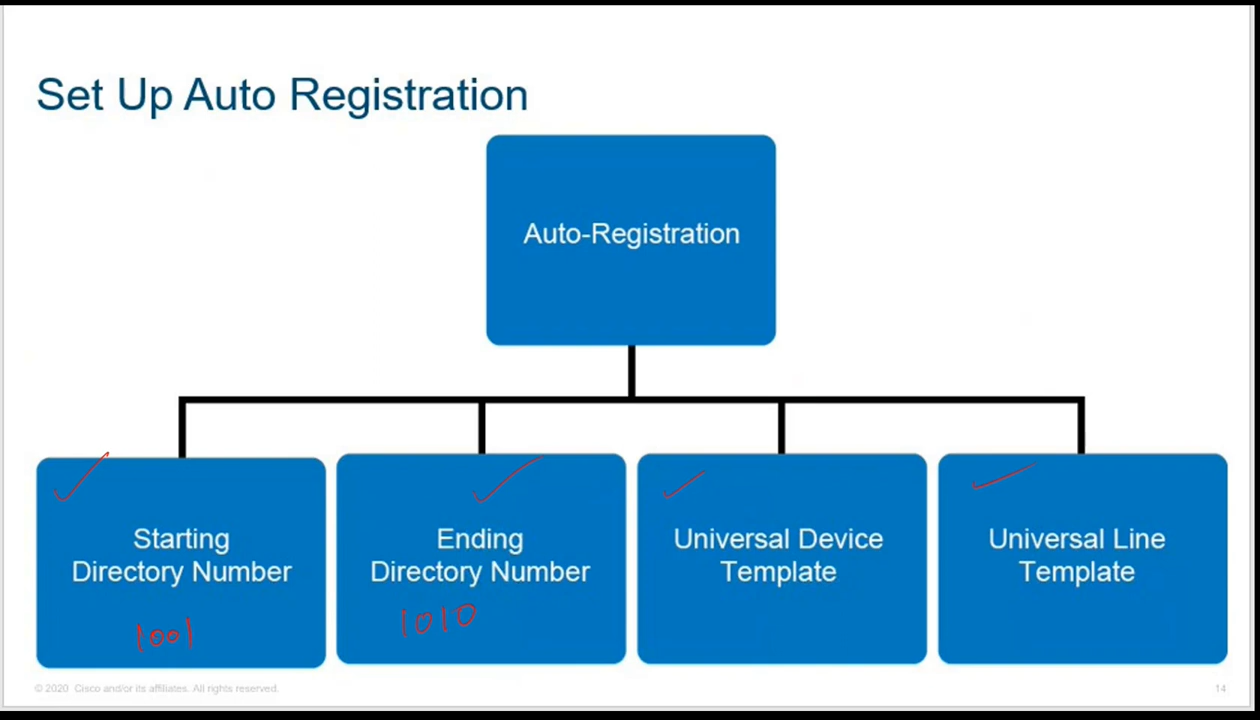 Set Up Auto Registration
Auto-Registration
Starting
Directory Number
1001
Ending
Directory Number
1010
Universal Device
Template
Universal Line
Template
© 2020 Cisco and/or its affiliates. All rights reserved.
14